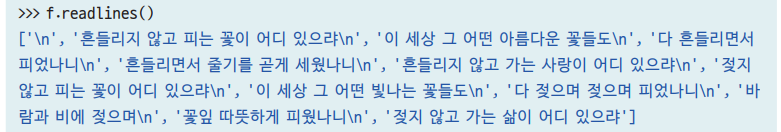 >>> f.readlines()
['\n', '흔들리지 않고 피는 꽃이 어디 있으랴\n', '이 세상 그 어떤 아름다운 꽃들도\n', '다 흔들리면서
피었나니\n', '흔들리면서 줄기를 곧게 세웠나니\n', '흔들리지 않고 가는 사랑이 어디 있으랴\n', '젖지
않고 피는 꽃이 어디 있으랴\n', '이 세상 그 어떤 빛나는 꽃들도\n', '다 젖으며 젖으며 피었나니\n', '바
람과 비에 젖으며\n', '꽃잎 따뜻하게 피웠나니\n', '젖지 않고 가는 삶이 어디 있으랴']